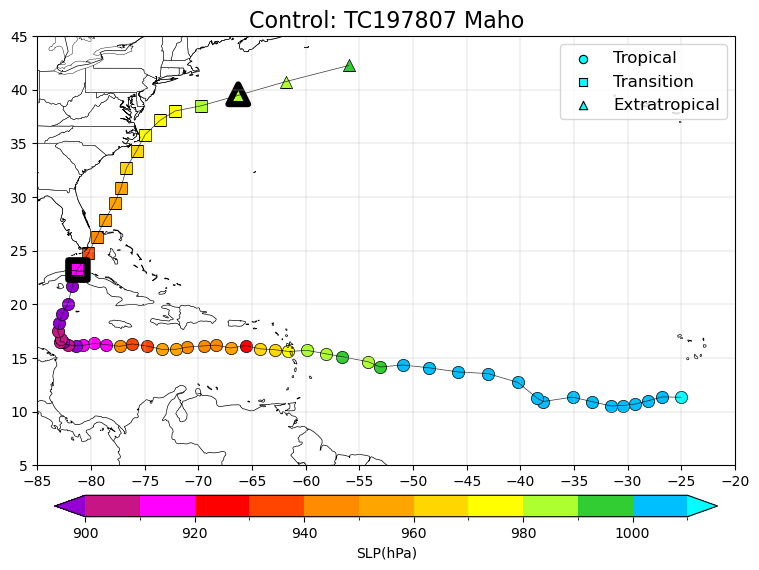 Control: TC197807 Maho
45
40
35
30
25
20
15
10
5
Tropical
Transition
Extratropical
−85 −80 −75 −70 −65 −60 −55 −50 −45 −40 −35 −30 −25 −20
900 920 940 960 980 1000
SLP(hPa)